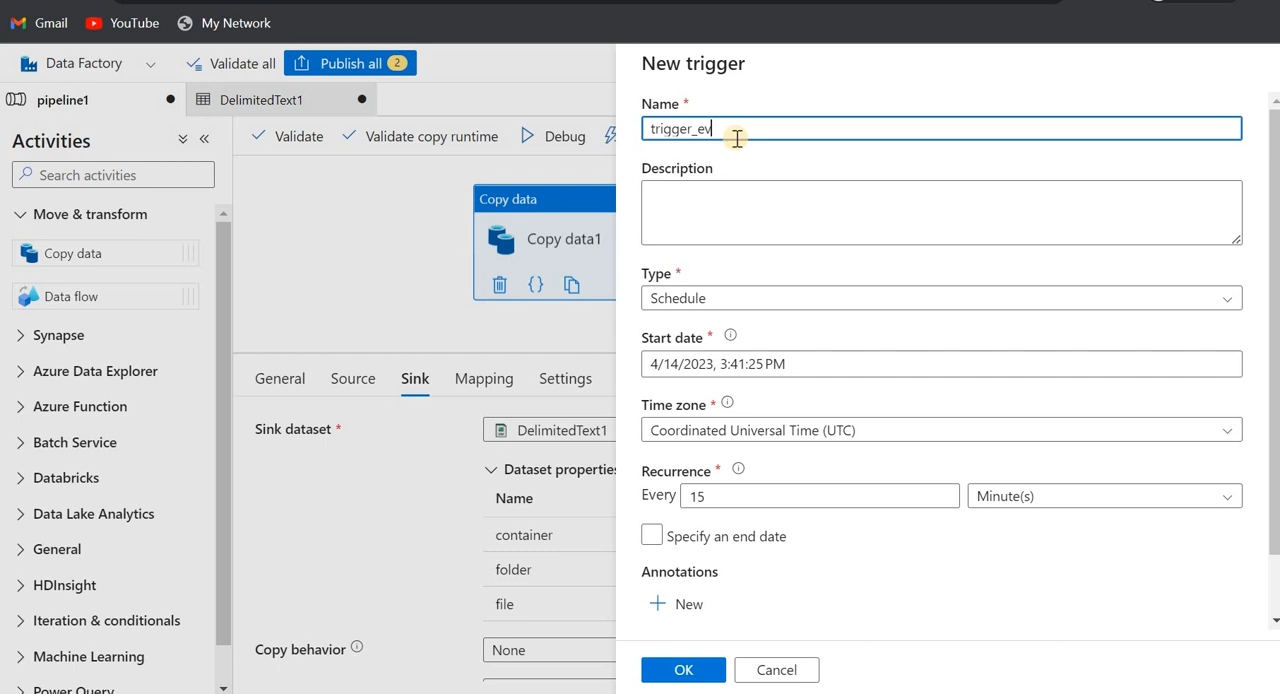 Gmail YouTube My Network
Data Factory Validate all Publish all 2
pipeline1 DelimitedText1
Activities
Search activities
Move & transform
Copy data
Data flow
Synapse
Azure Data Explorer
Azure Function
Batch Service
Databricks
Data Lake Analytics
General
HDInsight
Iteration & conditionals
Machine Learning
Power Query
Validate Validate copy runtime Debug
Copy data
Copy data1
General Source Sink Mapping Settings
Sink dataset *
DelimitedText1
Dataset properties
Name
container
folder
file
Copy behavior
None
New trigger
Name *
trigger_ev
Description
Type *
Schedule
Start date *
4/14/2023, 3:41:25 PM
Time zone *
Coordinated Universal Time (UTC)
Recurrence *
Every 15 Minute(s)
Specify an end date
Annotations
New
OK Cancel